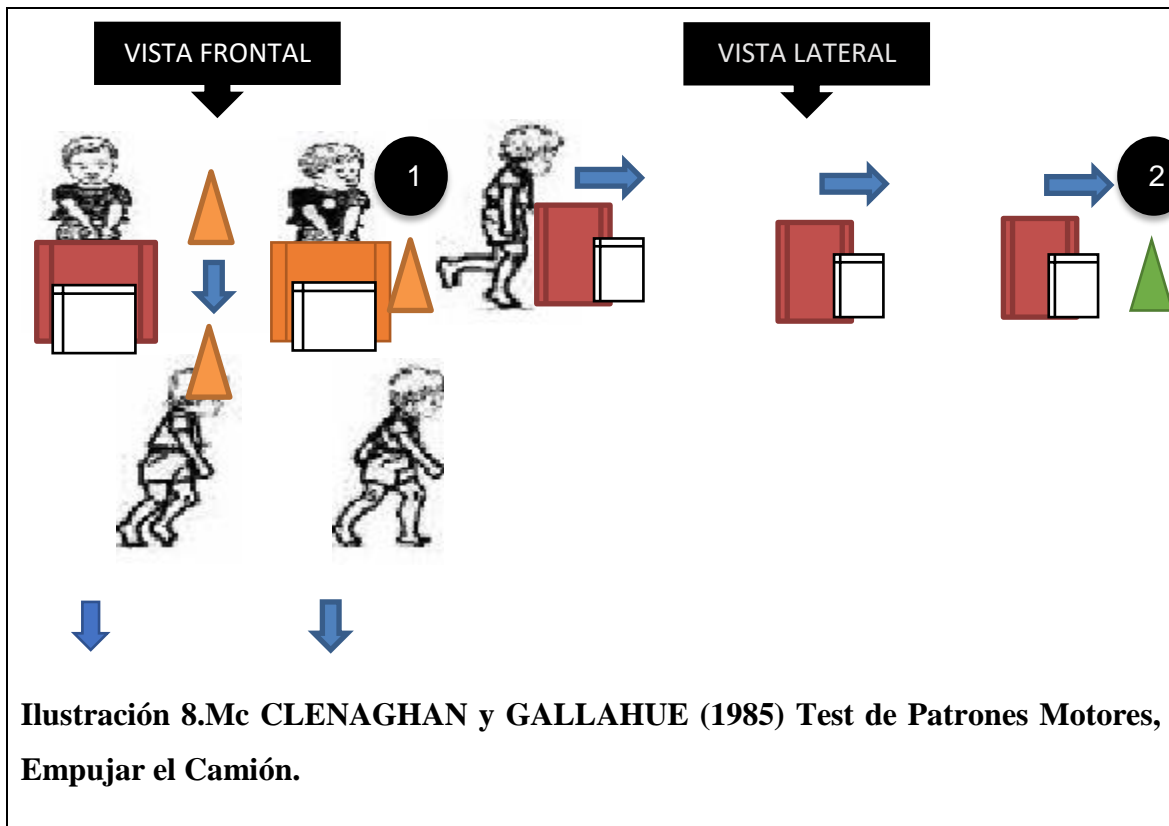 VISTA FRONTAL
VISTA LATERAL
1
2
Ilustración 8.Mc CLENAGHAN y GALLAHUE (1985) Test de Patrones Motores,
Empujar el Camión.